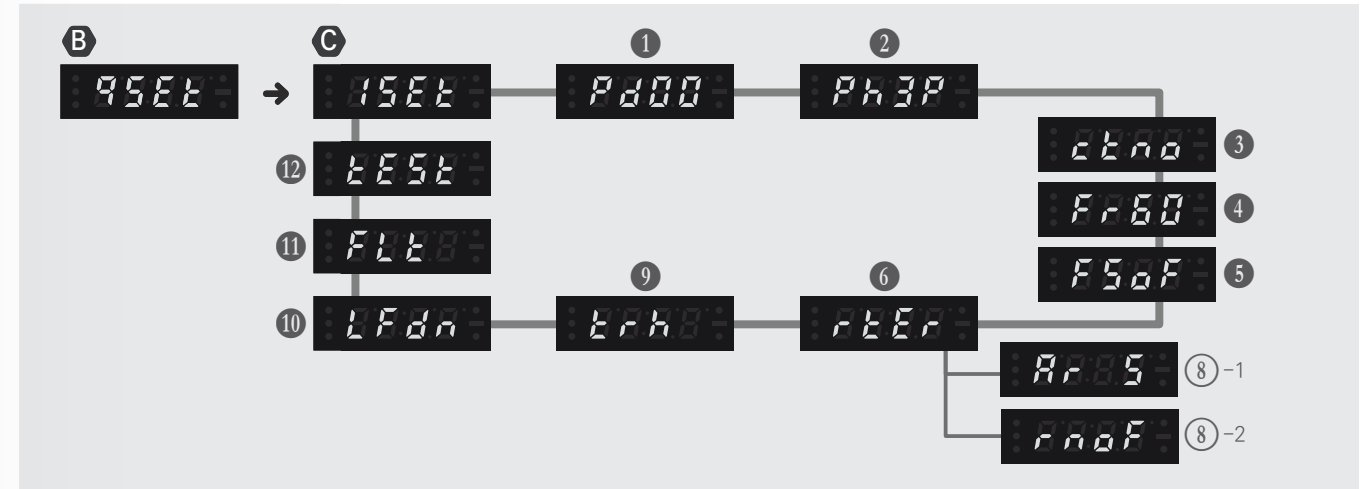 B
C
1
2
9SEt
→
1SEt
Pd00
Ph3P
ctno
3
12
tESt
Fr60
4
11
FLt
FSoF
5
9
6
10
LFdn
trh
rtEr
Ar S
8 -1
rnoF
8 -2